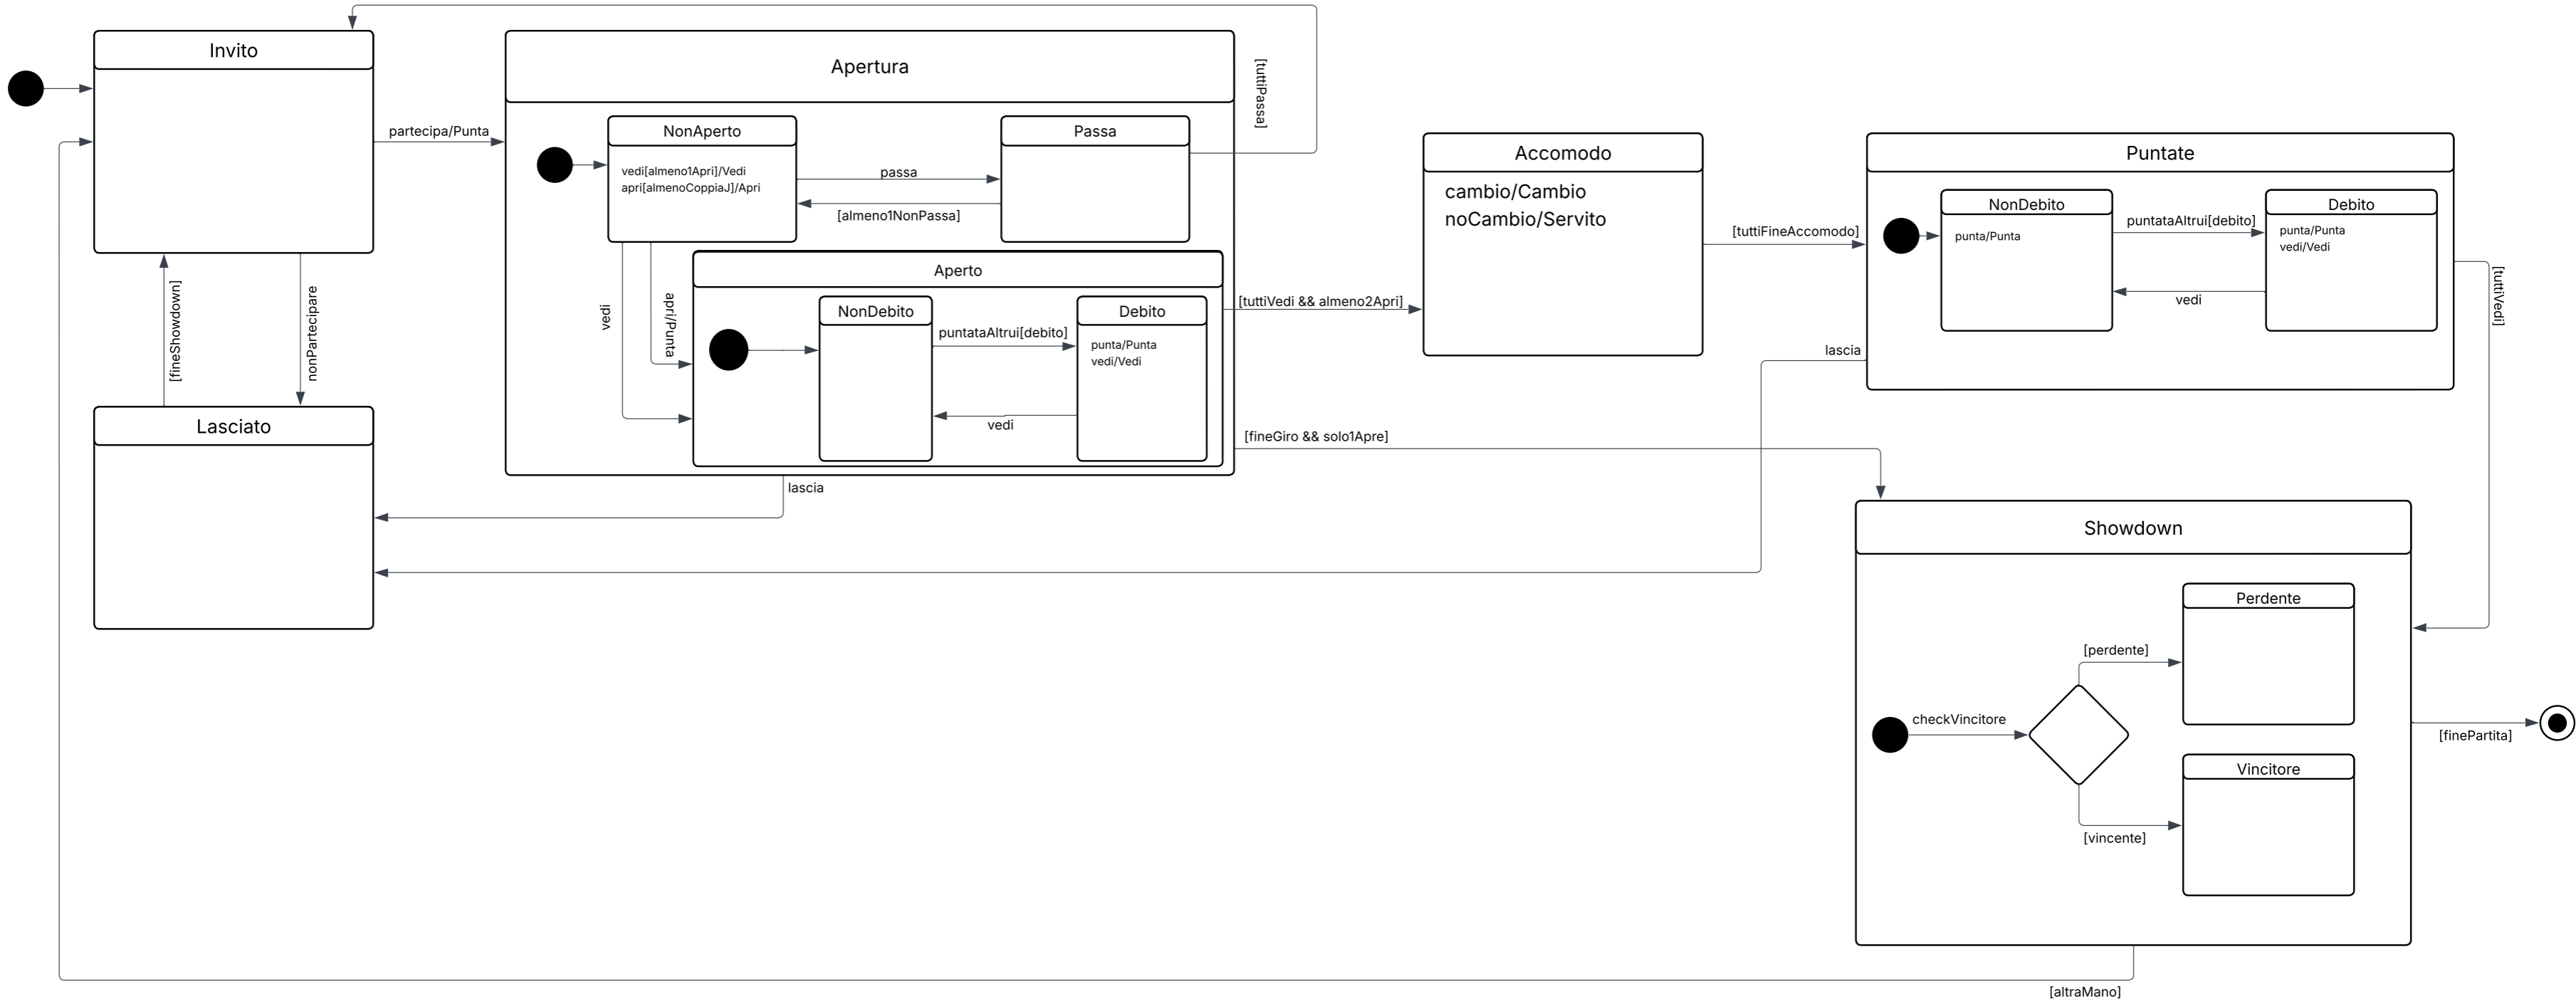 Invito
Apertura
[tuttiPassa]
partecipa/Punta
NonAperto
vedi[almeno1Apri]/Vedi
apri[almenoCoppiaJ]/Apri
passa
[almeno1NonPassa]
Passa
Accomodo
cambio/Cambio
noCambio/Servito
[tuttiFineAccomodo]
Puntate
NonDebito
punta/Punta
puntataAltrui[debito]
vedi
Debito
punta/Punta
vedi/Vedi
[tuttiVedi]
lascia
[fineShowdown]
nonPartecipare
vedi
apri/Punta
Aperto
NonDebito
puntataAltrui[debito]
vedi
Debito
punta/Punta
vedi/Vedi
[tuttiVedi && almeno2Apri]
[fineGiro && solo1Apre]
lascia
Lasciato
Showdown
checkVincitore
[perdente]
Perdente
[vincente]
Vincitore
[finePartita]
[altraMano]